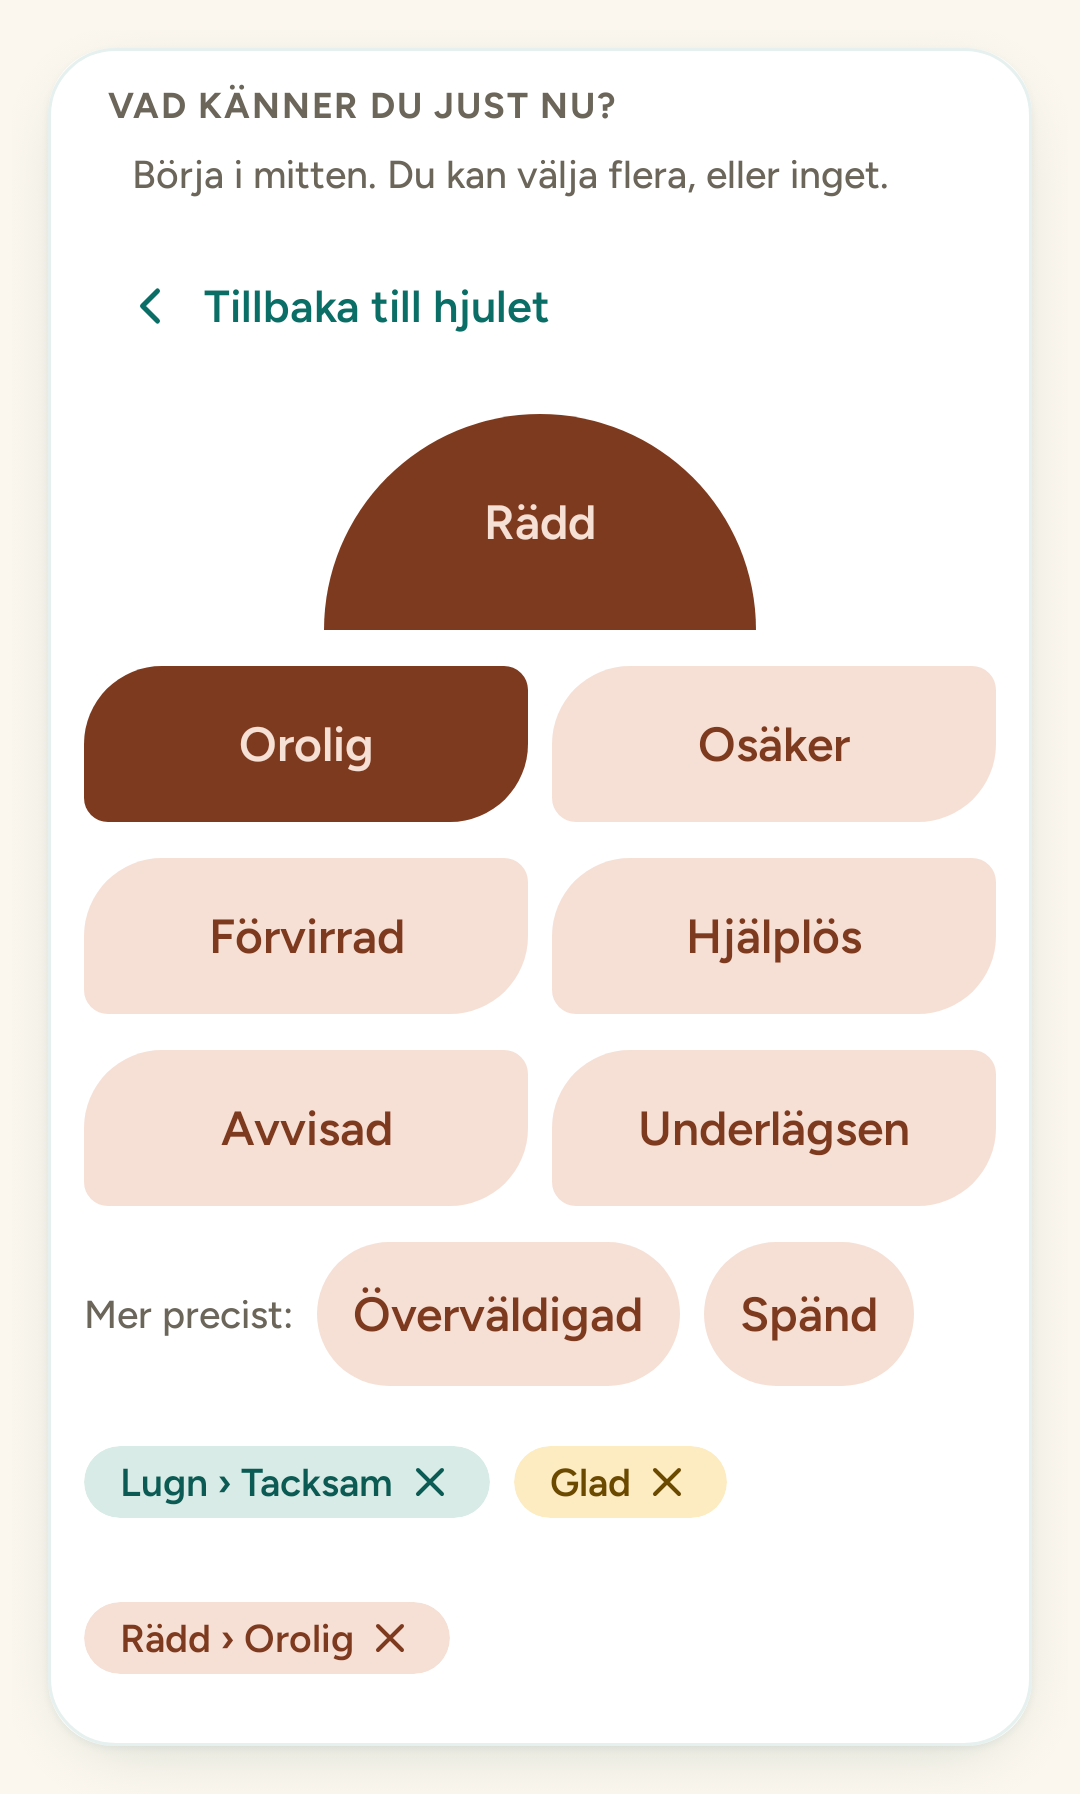 VAD KÄNNER DU JUST NU?
Börja i mitten. Du kan välja flera, eller inget.
Tillbaka till hjulet
Rädd
Orolig
Osäker
Förvirrad
Hjälplös
Avvisad
Underlägsen
Mer precist: Överväldigad Spänd
Lugn › Tacksam
Glad
Rädd › Orolig